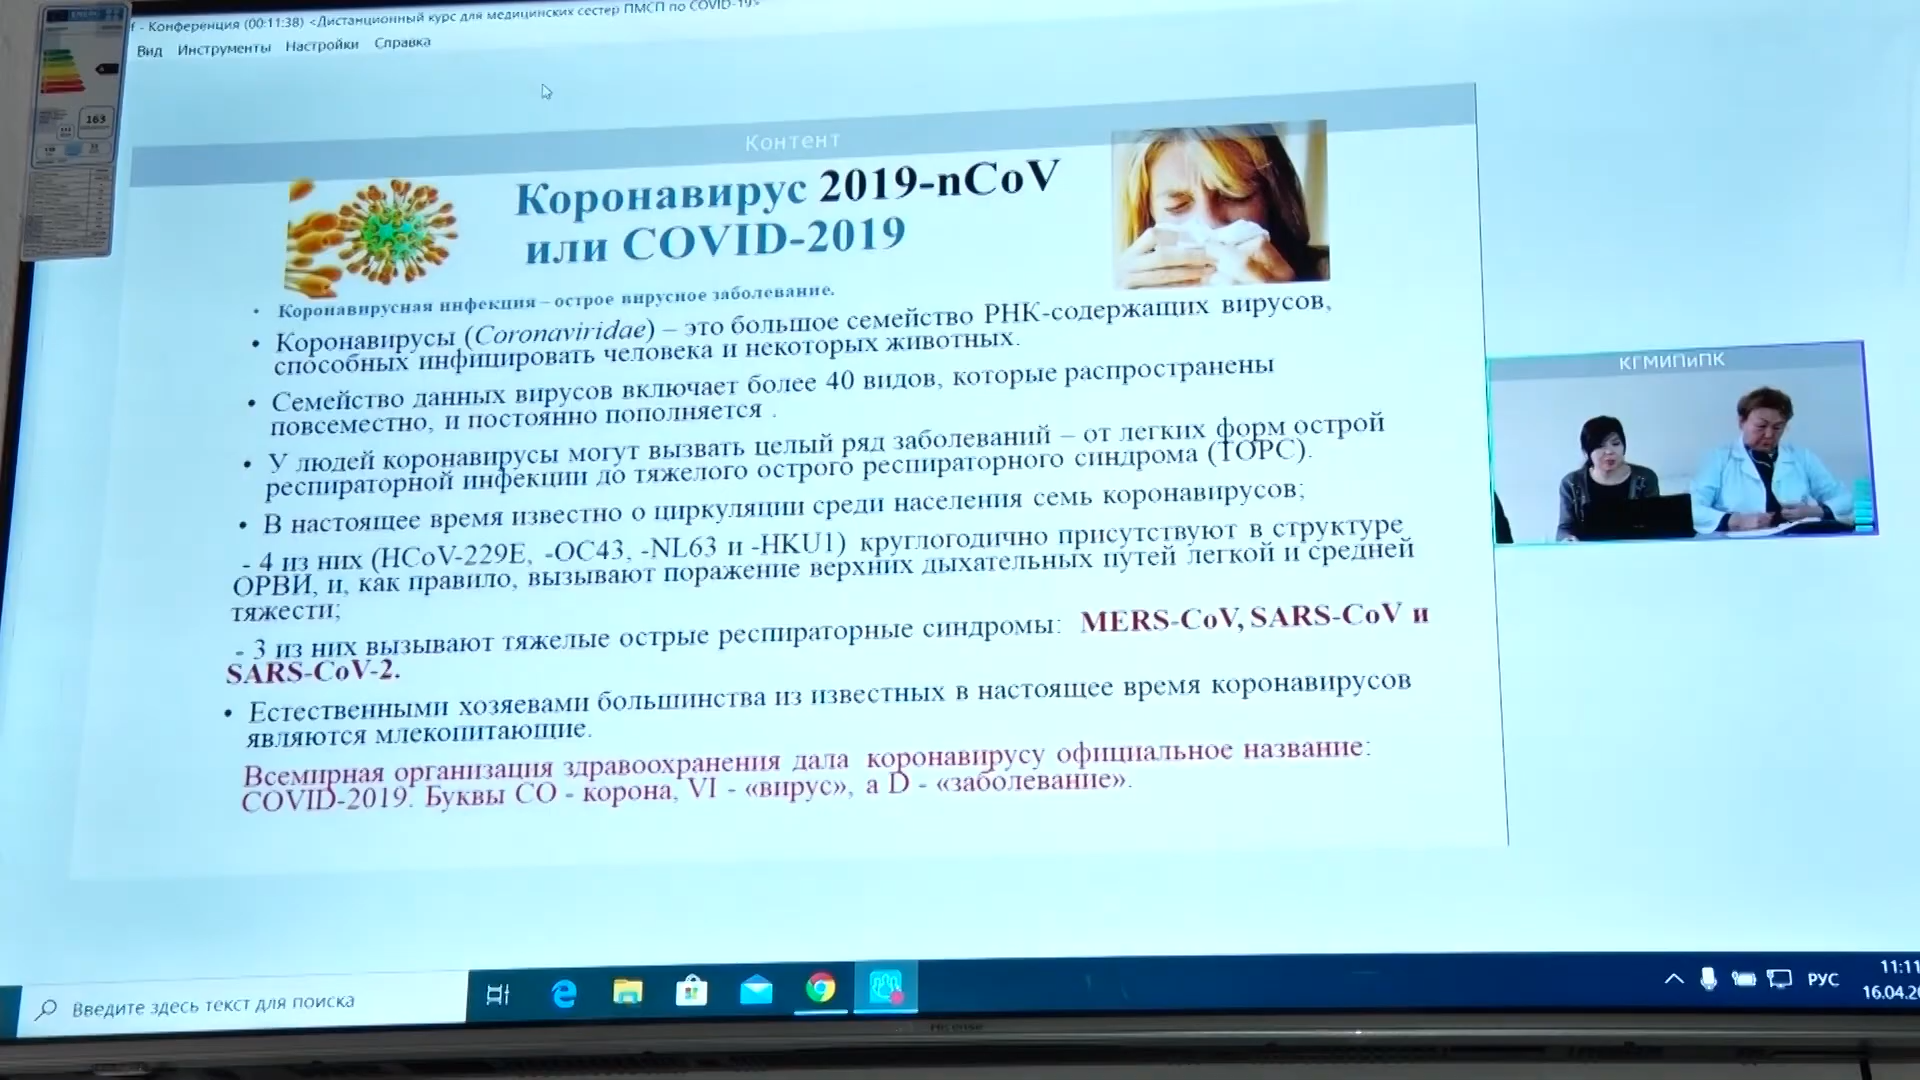 - Конференция (00:11:38) <Дистанционный курс для медицинских сестер ПМСП по COVID-19>
Вид Инструменты Настройки Справка
163
Контент
Коронавирус 2019-nCoV
или COVID-2019
• Коронавирусная инфекция – острое вирусное заболевание.
• Коронавирусы (Coronaviridae) – это большое семейство РНК-содержащих вирусов,
способных инфицировать человека и некоторых животных.
• Семейство данных вирусов включает более 40 видов, которые распространены
повсеместно, и постоянно пополняется .
• У людей коронавирусы могут вызвать целый ряд заболеваний – от легких форм острой
респираторной инфекции до тяжелого острого респираторного синдрома (ТОРС).
• В настоящее время известно о циркуляции среди населения семь коронавирусов;
- 4 из них (HCoV-229E, -OC43, -NL63 и -HKU1) круглогодично присутствуют в структуре
ОРВИ, и, как правило, вызывают поражение верхних дыхательных путей легкой и средней
тяжести;
- 3 из них вызывают тяжелые острые респираторные синдромы: MERS-CoV, SARS-CoV и
SARS-CoV-2.
• Естественными хозяевами большинства из известных в настоящее время коронавирусов
являются млекопитающие.
Всемирная организация здравоохранения дала коронавирусу официальное название:
COVID-2019. Буквы CO - корона, VI - «вирус», а D - «заболевание».
КГМИПиПК
Введите здесь текст для поиска
РУС
11:11
16.04.20
Hisense